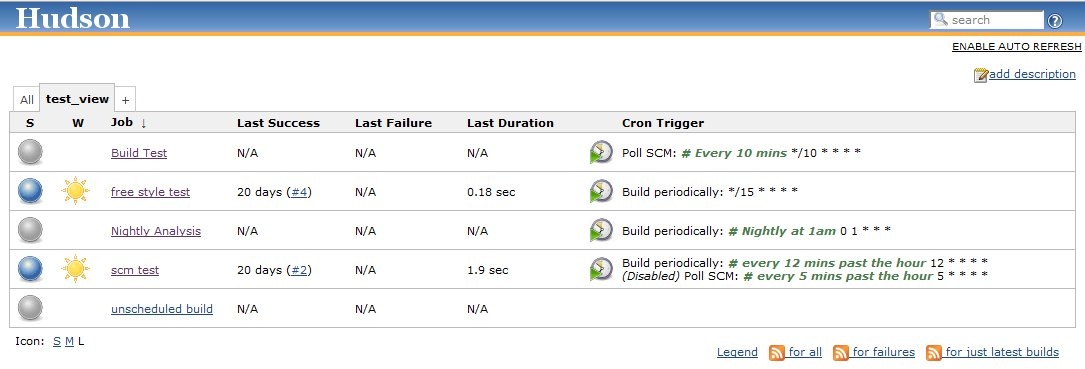 Hudson
search
ENABLE AUTO REFRESH
add description
All test_view +
S W Job ↓ Last Success Last Failure Last Duration Cron Trigger
Build Test N/A N/A N/A Poll SCM: # Every 10 mins */10 * * * *
free style test 20 days (#4) N/A 0.18 sec Build periodically: */15 * * * *
Nightly Analysis N/A N/A N/A Build periodically: # Nightly at 1am 0 1 * * *
scm test 20 days (#2) N/A 1.9 sec Build periodically: # every 12 mins past the hour 12 * * * *
(Disabled) Poll SCM: # every 5 mins past the hour 5 * * * *
unscheduled build N/A N/A N/A
Icon: S M L
Legend for all for failures for just latest builds